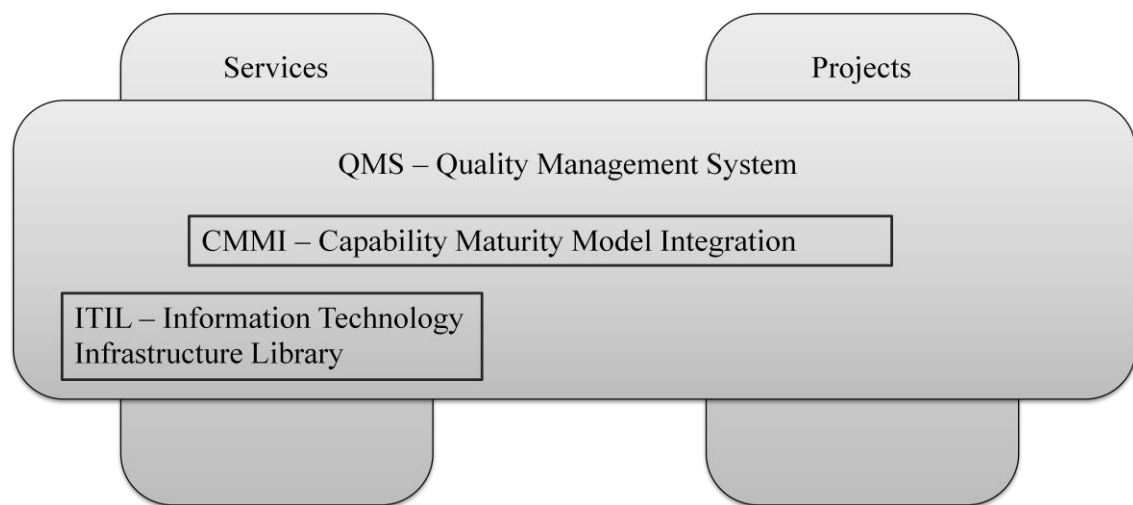 Services
Projects
QMS – Quality Management System
CMMI – Capability Maturity Model Integration
ITIL – Information Technology
Infrastructure Library